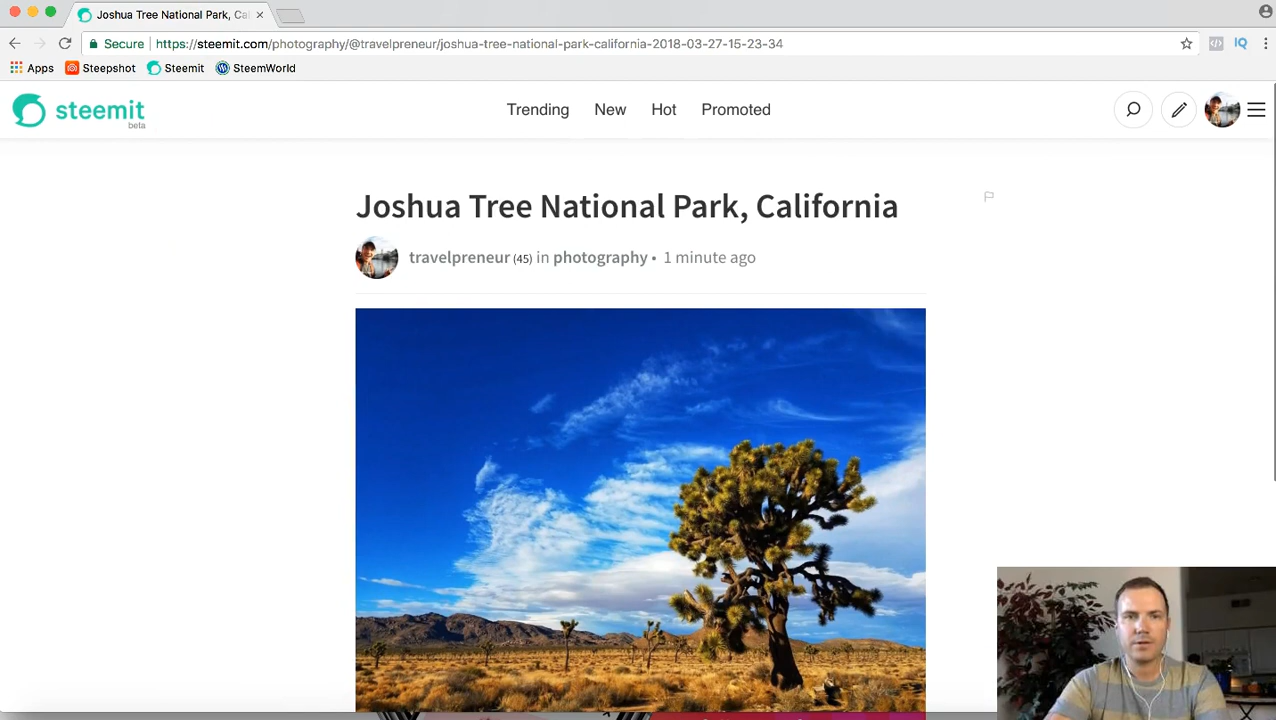 Joshua Tree National Park, Ca
Secure https://steemit.com/photography/@travelpreneur/joshua-tree-national-park-california-2018-03-27-15-23-34
Apps Steepshot Steemit SteemWorld
steemit
beta
Trending New Hot Promoted
Joshua Tree National Park, California
travelpreneur (45) in photography • 1 minute ago